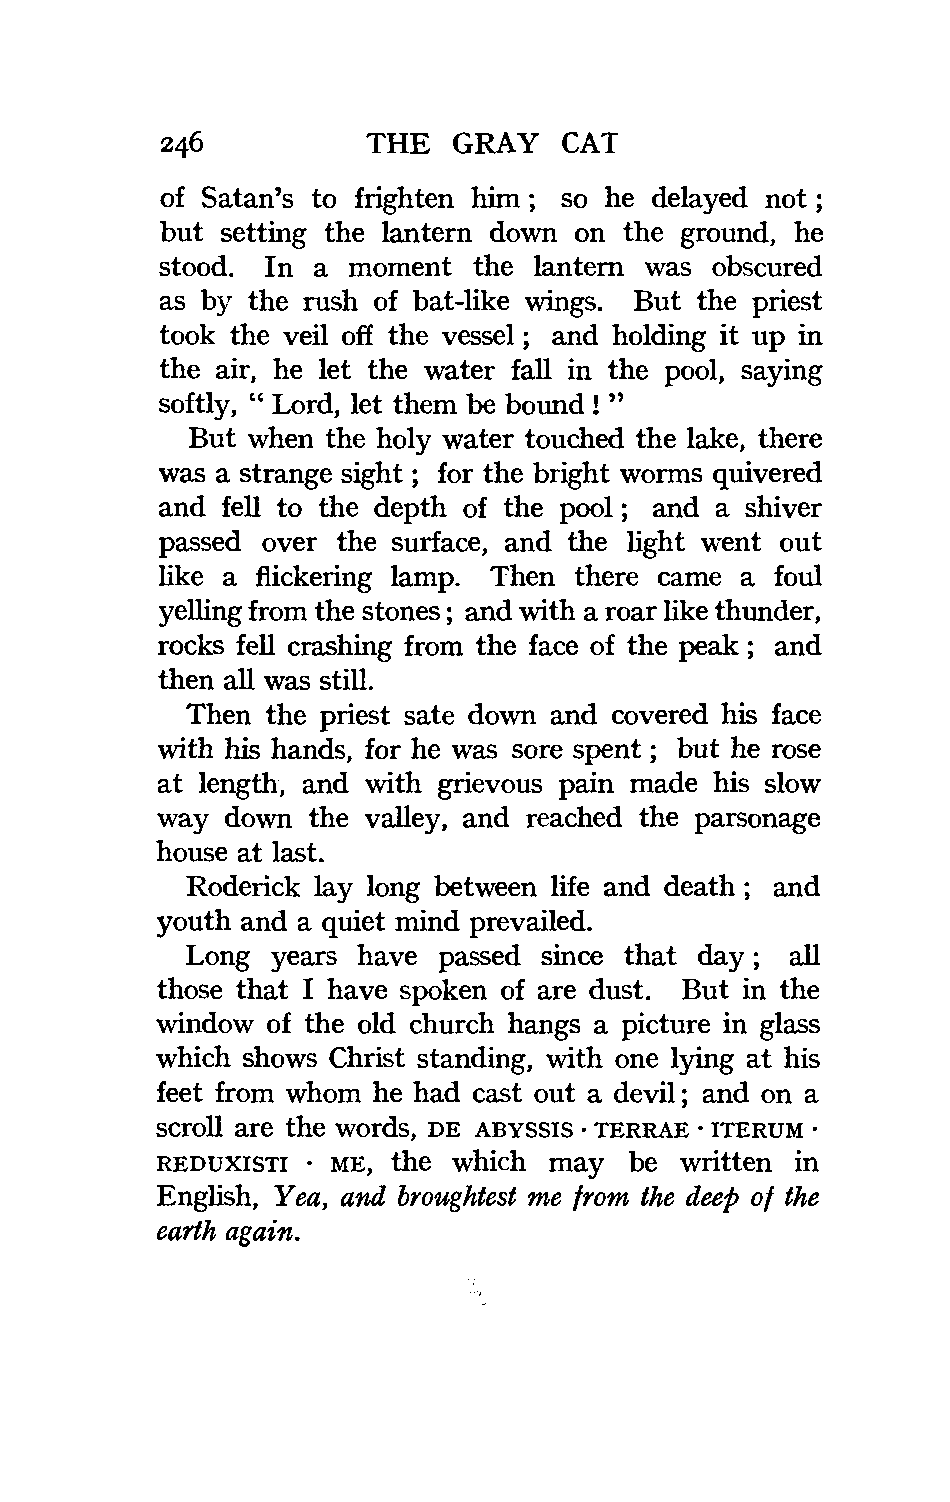 246 THE GRAY CAT
of Satan's to frighten him ; so he delayed not ;
but setting the lantern down on the ground, he
stood. In a moment the lantern was obscured
as by the rush of bat-like wings. But the priest
took the veil off the vessel ; and holding it up in
the air, he let the water fall in the pool, saying
softly, “ Lord, let them be bound ! ”
But when the holy water touched the lake, there
was a strange sight ; for the bright worms quivered
and fell to the depth of the pool ; and a shiver
passed over the surface, and the light went out
like a flickering lamp. Then there came a foul
yelling from the stones ; and with a roar like thunder,
rocks fell crashing from the face of the peak ; and
then all was still.
Then the priest sate down and covered his face
with his hands, for he was sore spent ; but he rose
at length, and with grievous pain made his slow
way down the valley, and reached the parsonage
house at last.
Roderick lay long between life and death ; and
youth and a quiet mind prevailed.
Long years have passed since that day ; all
those that I have spoken of are dust. But in the
window of the old church hangs a picture in glass
which shows Christ standing, with one lying at his
feet from whom he had cast out a devil ; and on a
scroll are the words, DE ABYSSIS · TERRAE · ITERUM ·
REDUXISTI · ME, the which may be written in
English, Yea, and broughtest me from the deep of the
earth again.